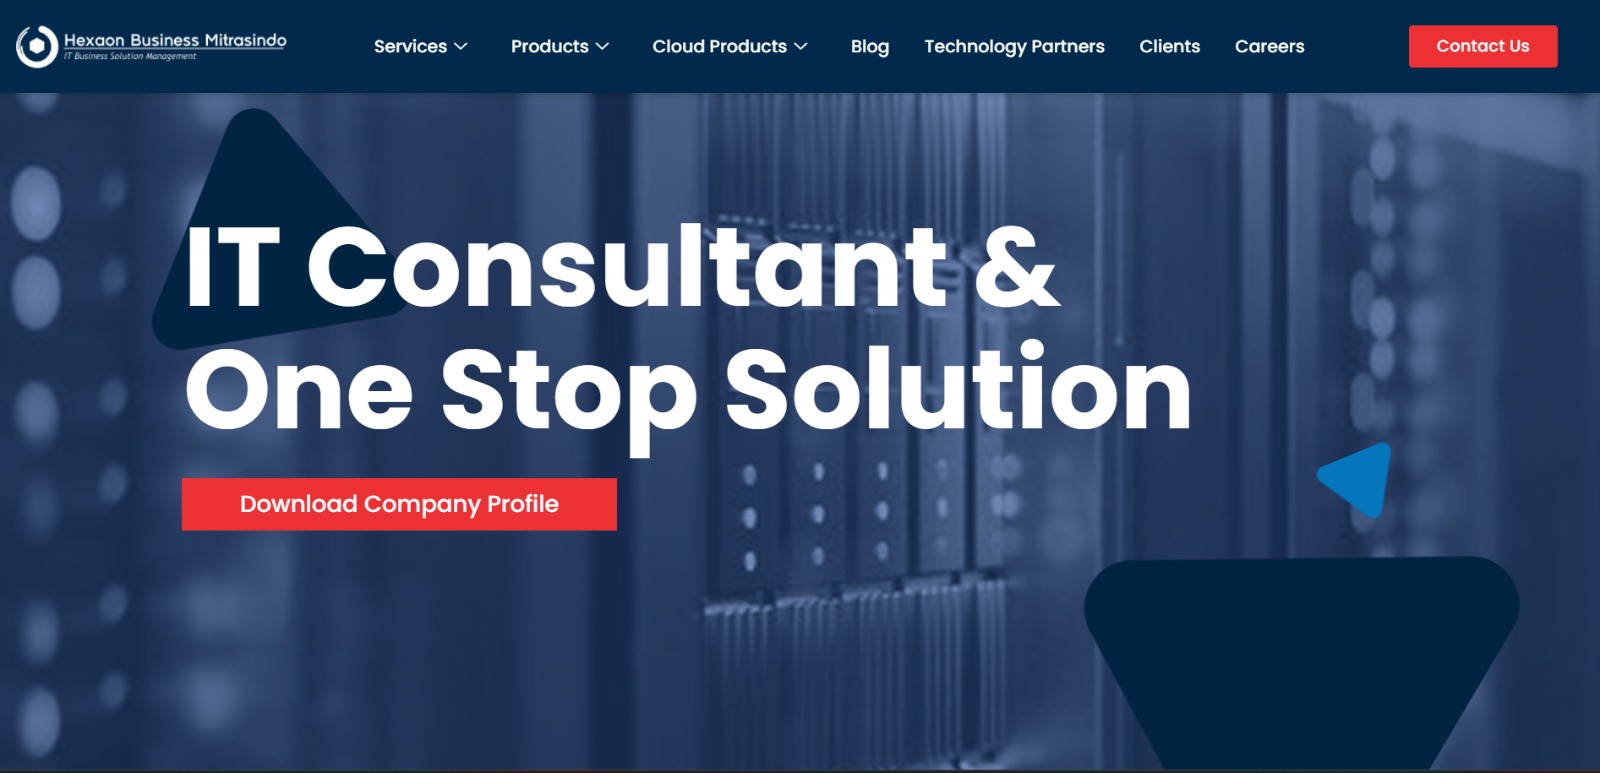 Hexaon Business Mitrasindo
IT Business Solution Management
Services
Products
Cloud Products
Blog
Technology Partners
Clients
Careers
Contact Us
IT Consultant &
One Stop Solution
Download Company Profile